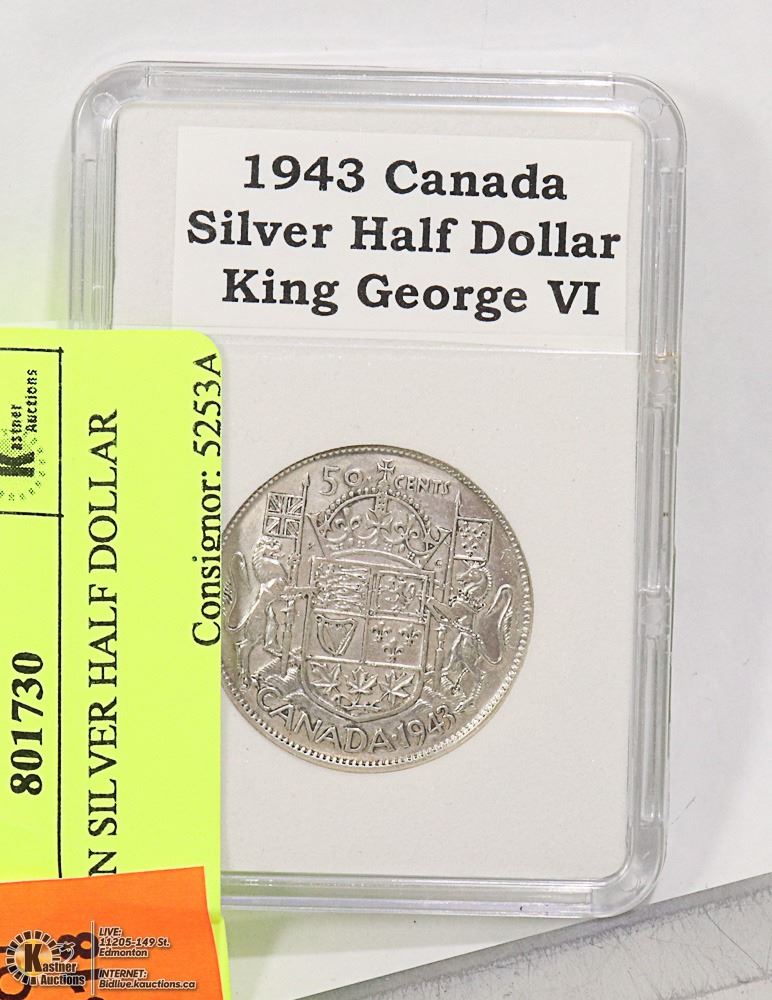 1943 Canada
Silver Half Dollar
King George VI
50 CENTS
CANADA 1943
Kastner
Auctions
801730
N SILVER HALF DOLLAR
Consignor: 5253A
Kastner
Auctions
LIVE:
11205-149 St.
Edmonton
INTERNET:
Bidlive.kauctions.ca